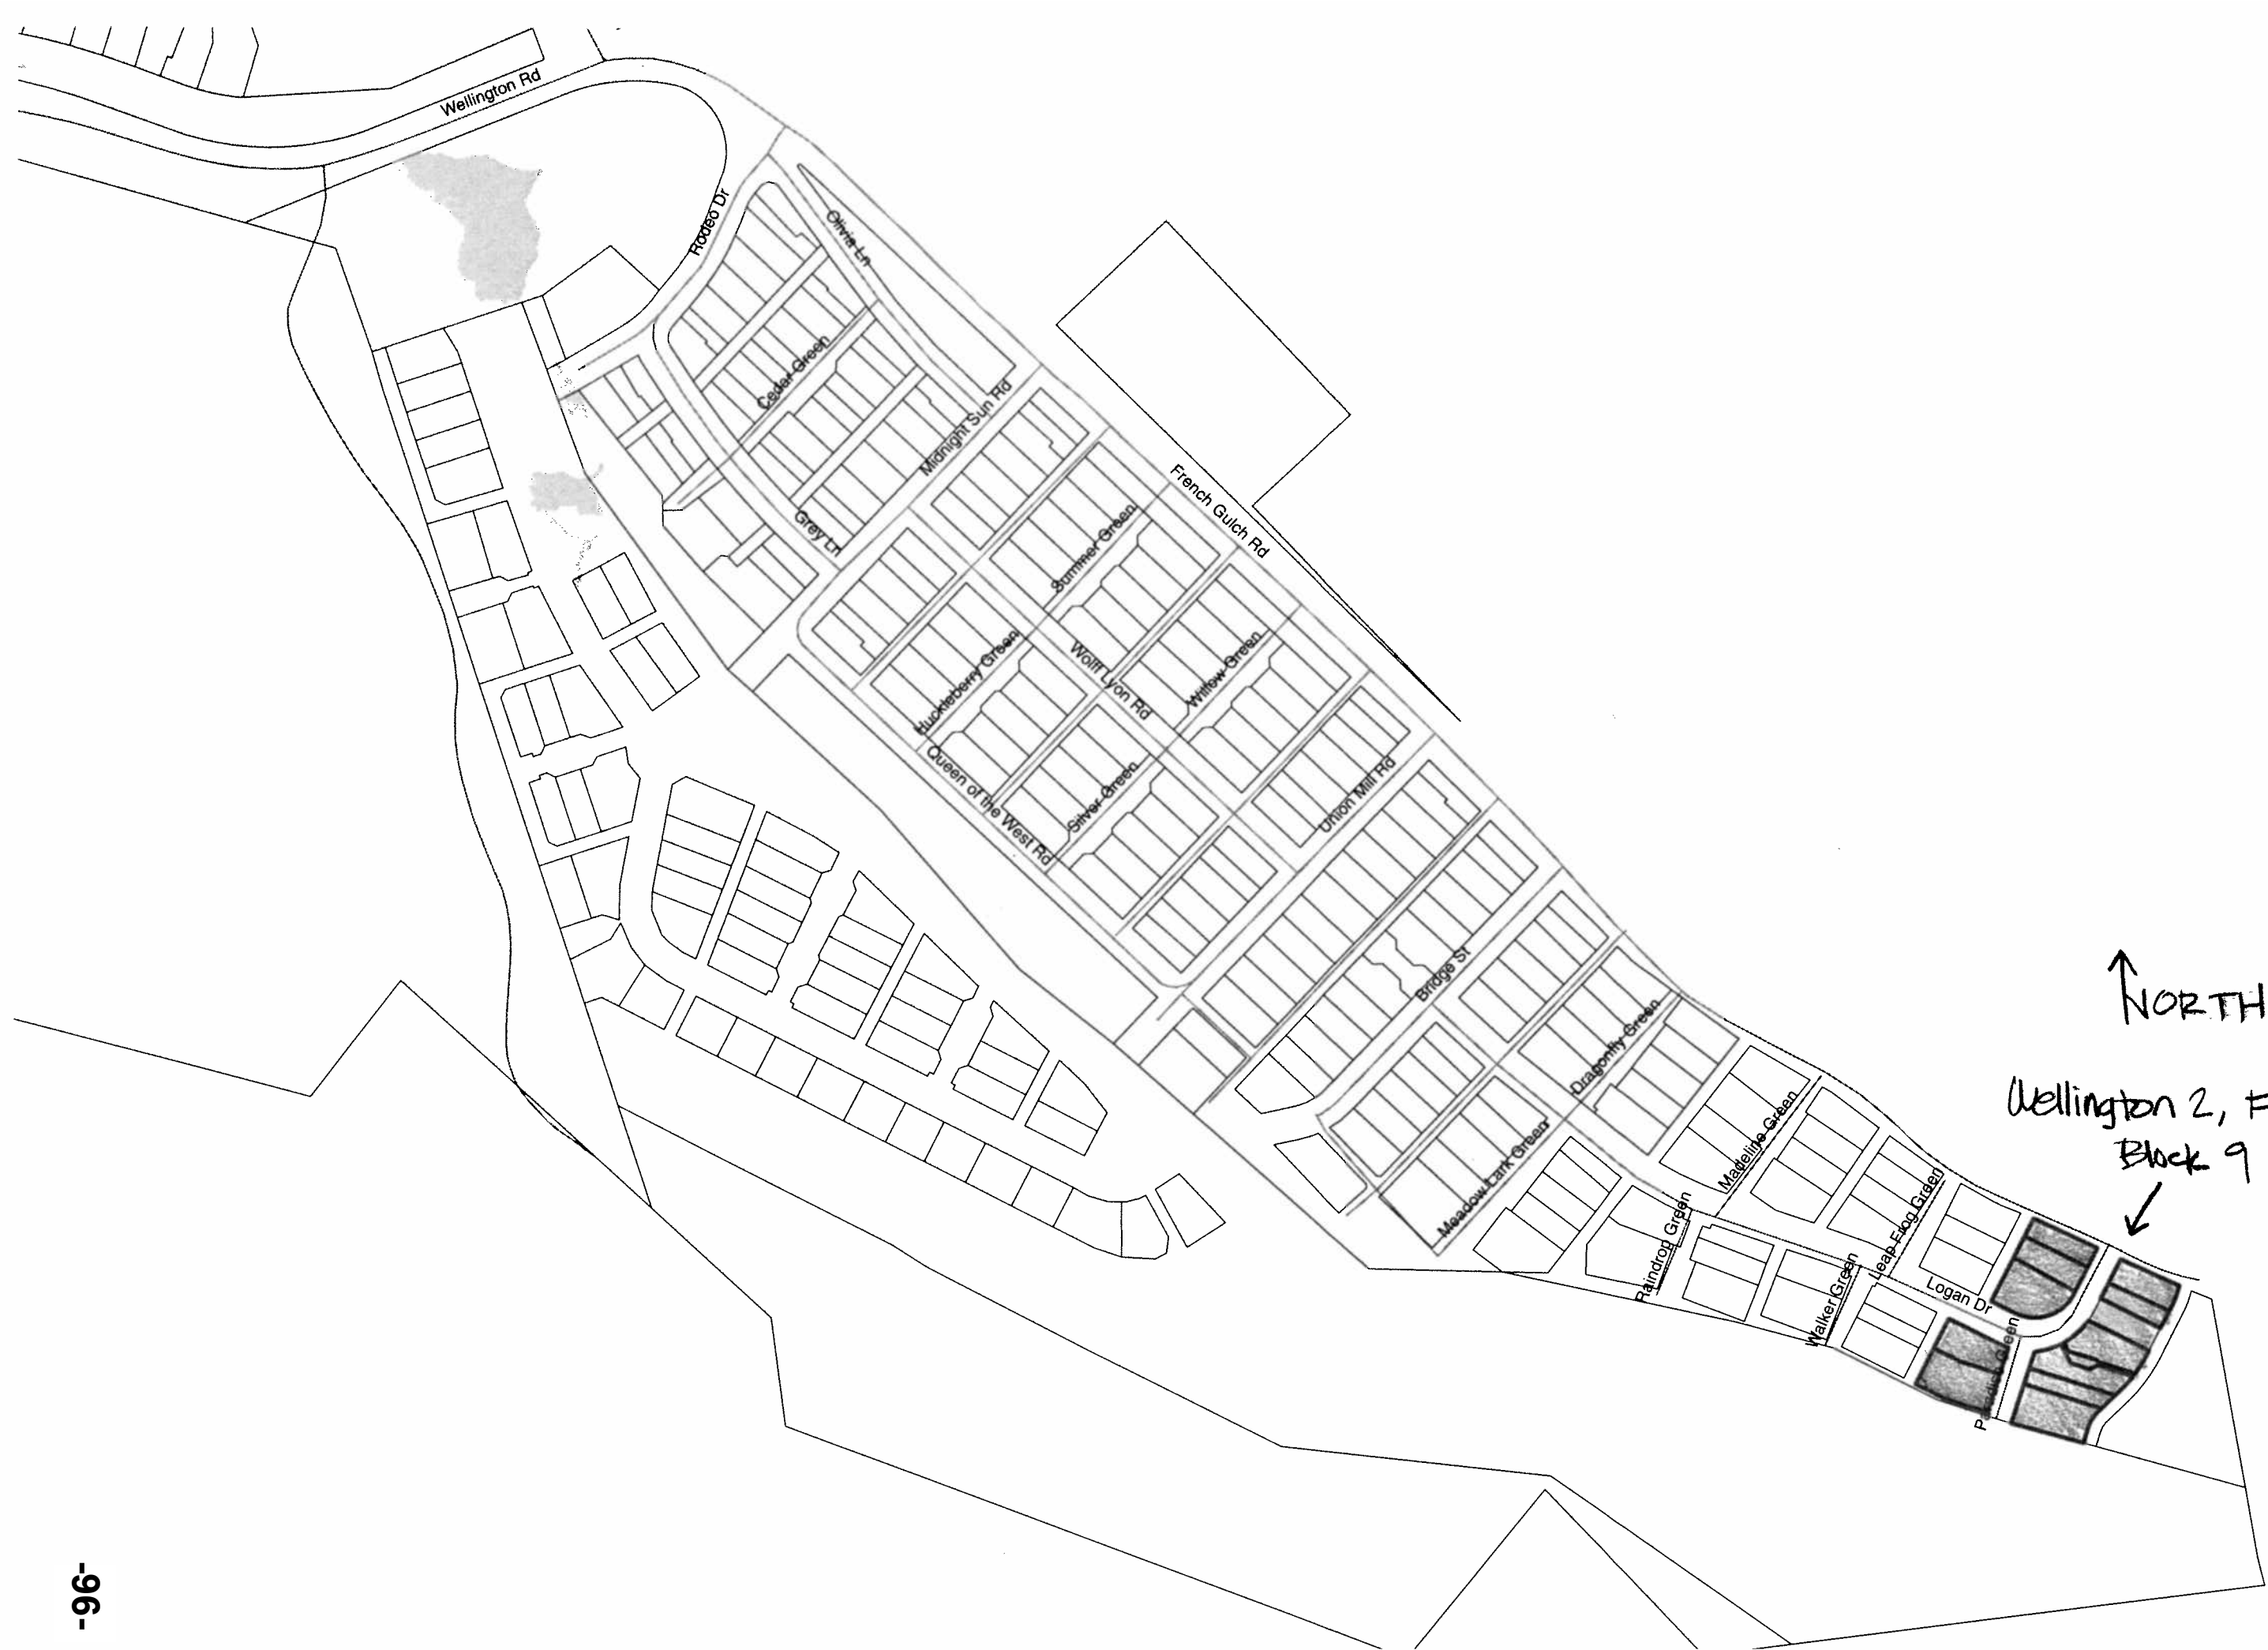 Wellington Rd
Rodeo Dr
Olivia Ln
Cedar Green
Midnight Sun Rd
Grey Ln
French Gulch Rd
Summer Green
Huckleberry Green
Wolff Lyon Rd
Willow Green
Queen of the West Rd
Silver Green
Union Mill Rd
Bridge St
Dragonfly Green
NORTH
Wellington 2,
Block 9
Madeline Green
Meadow Lark Green
Raindrop Green
Leap Frog Green
Walker Green
Logan Dr
Green
-96-